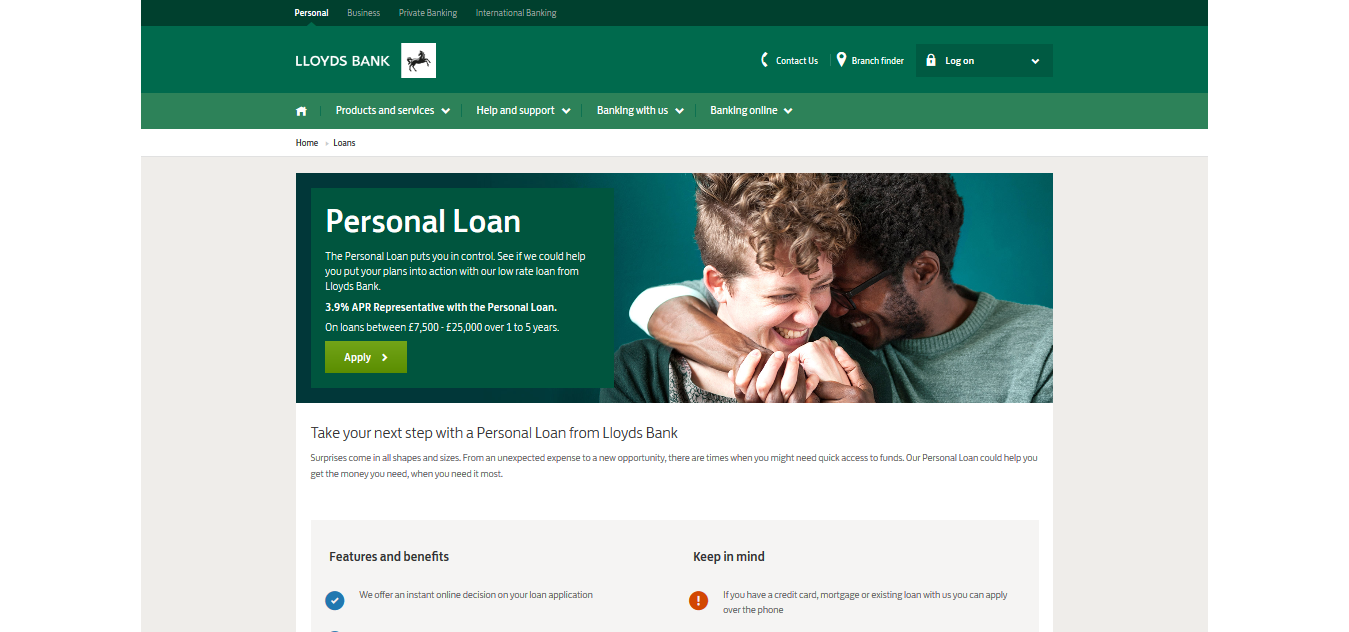 Personal Business Private Banking International Banking
LLOYDS BANK
Contact Us Branch finder Log on
Products and services Help and support Banking with us Banking online
Home » Loans
Personal Loan
The Personal Loan puts you in control. See if we could help
you put your plans into action with our low rate loan from
Lloyds Bank.
3.9% APR Representative with the Personal Loan.
On loans between £7,500 - £25,000 over 1 to 5 years.
Apply
Take your next step with a Personal Loan from Lloyds Bank
Surprises come in all shapes and sizes. From an unexpected expense to a new opportunity, there are times when you might need quick access to funds. Our Personal Loan could help you
get the money you need, when you need it most.
Features and benefits
We offer an instant online decision on your loan application
Keep in mind
If you have a credit card, mortgage or existing loan with us you can apply
over the phone